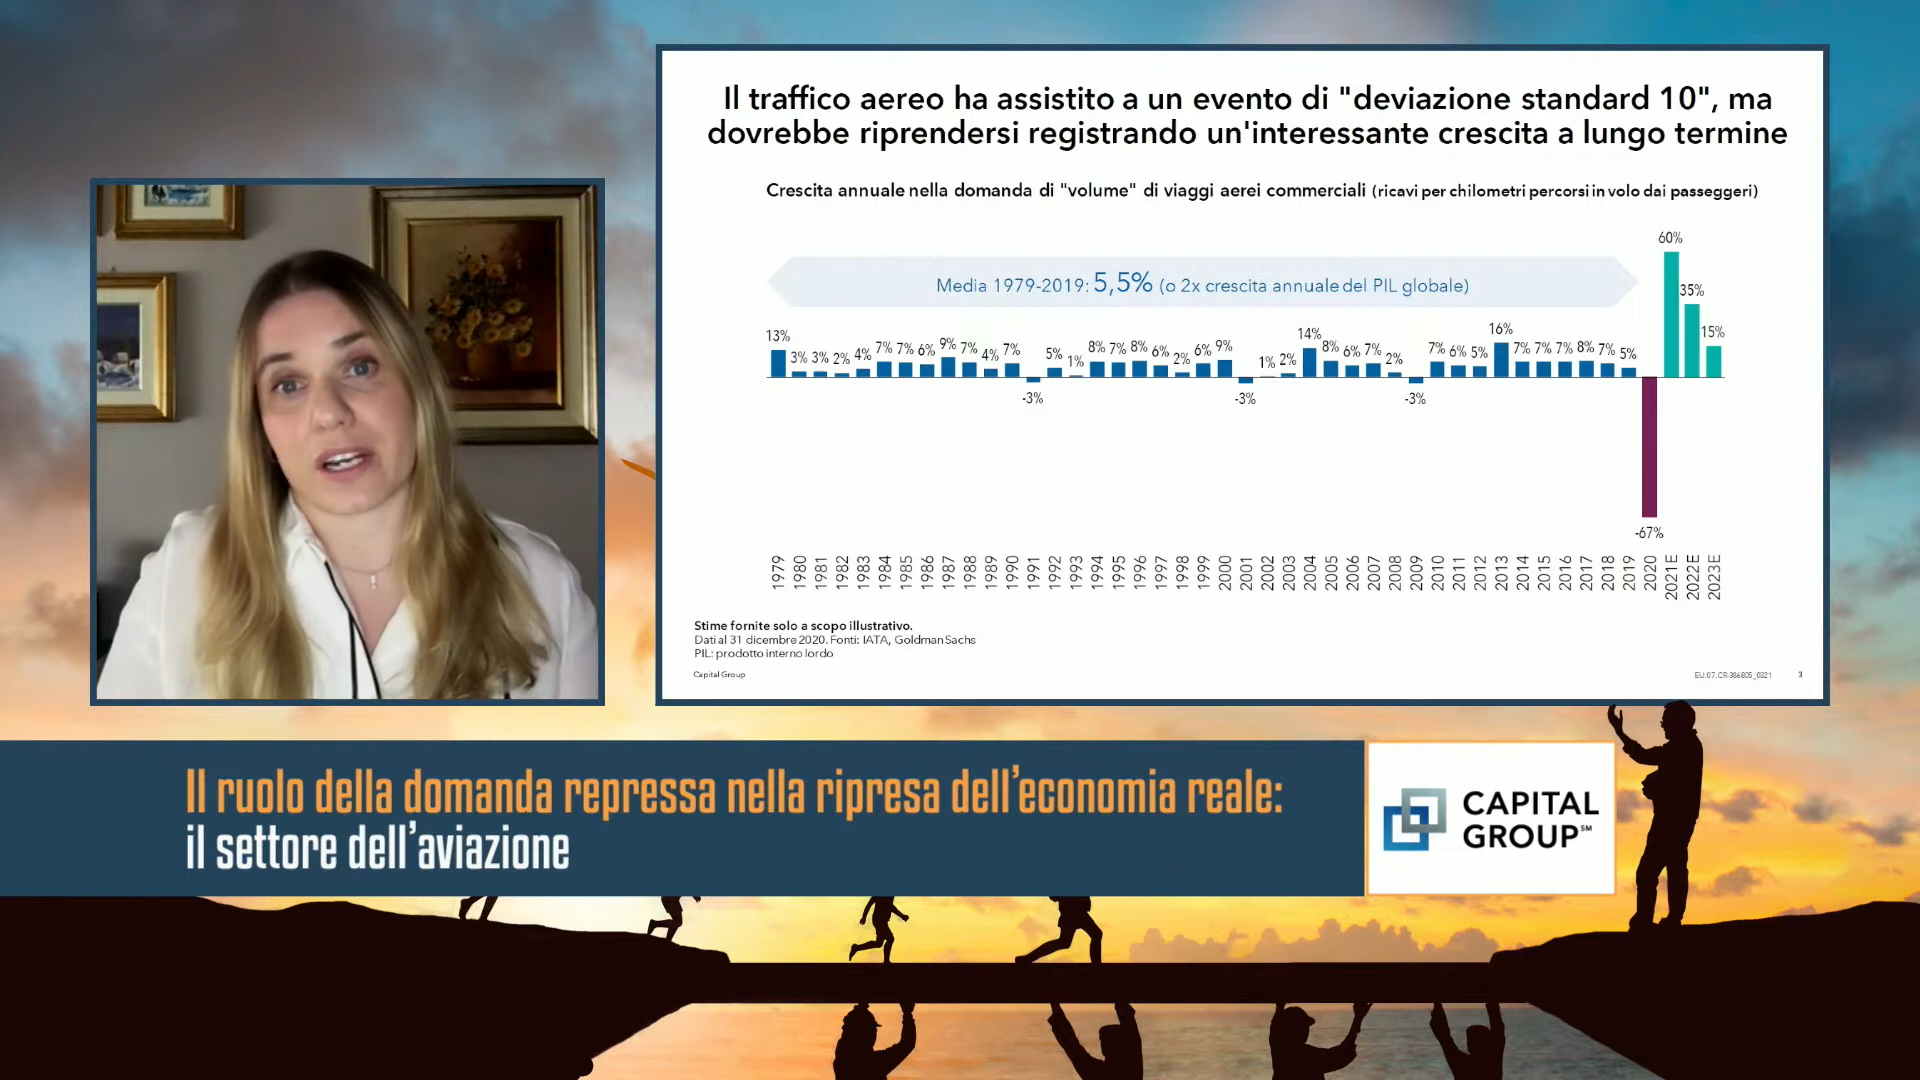 Il traffico aereo ha assistito a un evento di "deviazione standard 10", ma
dovrebbe riprendersi registrando un'interessante crescita a lungo termine
Crescita annuale nella domanda di "volume" di viaggi aerei commerciali (ricavi per chilometri percorsi in volo dai passeggeri)
Media 1979-2019: 5,5% (o 2x crescita annuale del PIL globale)
13% 3% 3% 2% 4% 7% 7% 6% 9% 7% 4% 7% -3% 5% 1% 8% 7% 8% 6% 2% 6% 9% -3% 1% 2% 14% 8% 6% 7% 2% -3% 7% 6% 5% 16% 7% 7% 7% 8% 7% 5% -67% 60% 35% 15%
1979 1980 1981 1982 1983 1984 1985 1986 1987 1988 1989 1990 1991 1992 1993 1994 1995 1996 1997 1998 1999 2000 2001 2002 2003 2004 2005 2006 2007 2008 2009 2010 2011 2012 2013 2014 2015 2016 2017 2018 2019 2020 2021E 2022E 2023E
Stime fornite solo a scopo illustrativo.
Dati al 31 dicembre 2020. Fonti: IATA, Goldman Sachs
PIL: prodotto interno lordo
Capital Group
EU.07.CR-386805_0321 3
Il ruolo della domanda repressa nella ripresa dell'economia reale:
il settore dell'aviazione
CAPITAL
GROUP℠